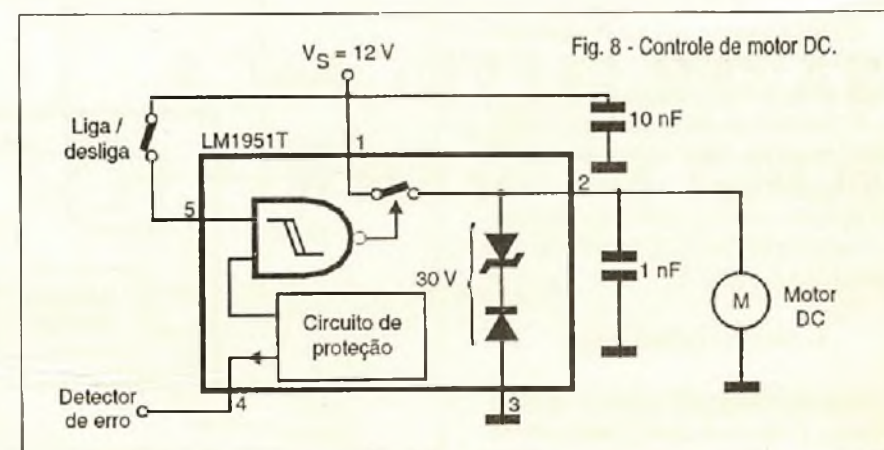 Fig. 8 - Controle de motor DC.
V_S = 12 V
Liga /
desliga
10 nF
LM1951T
1
2
5
30 V
1 nF
M
Motor
DC
Circuito de
proteção
Detector
de erro
4
3